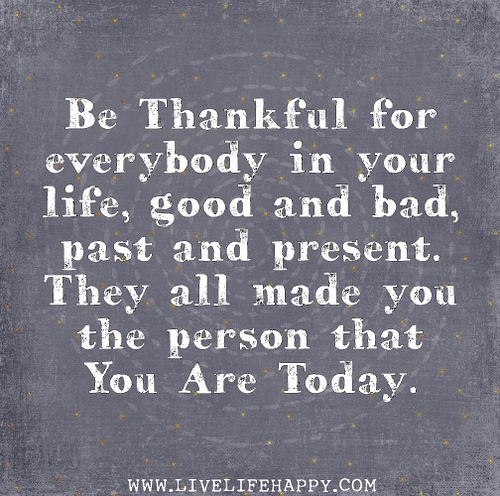 Be Thankful for
everybody in your
life, good and bad,
past and present.
They all made you
the person that
You Are Today.
WWW.LIVELIFEHAPPY.COM